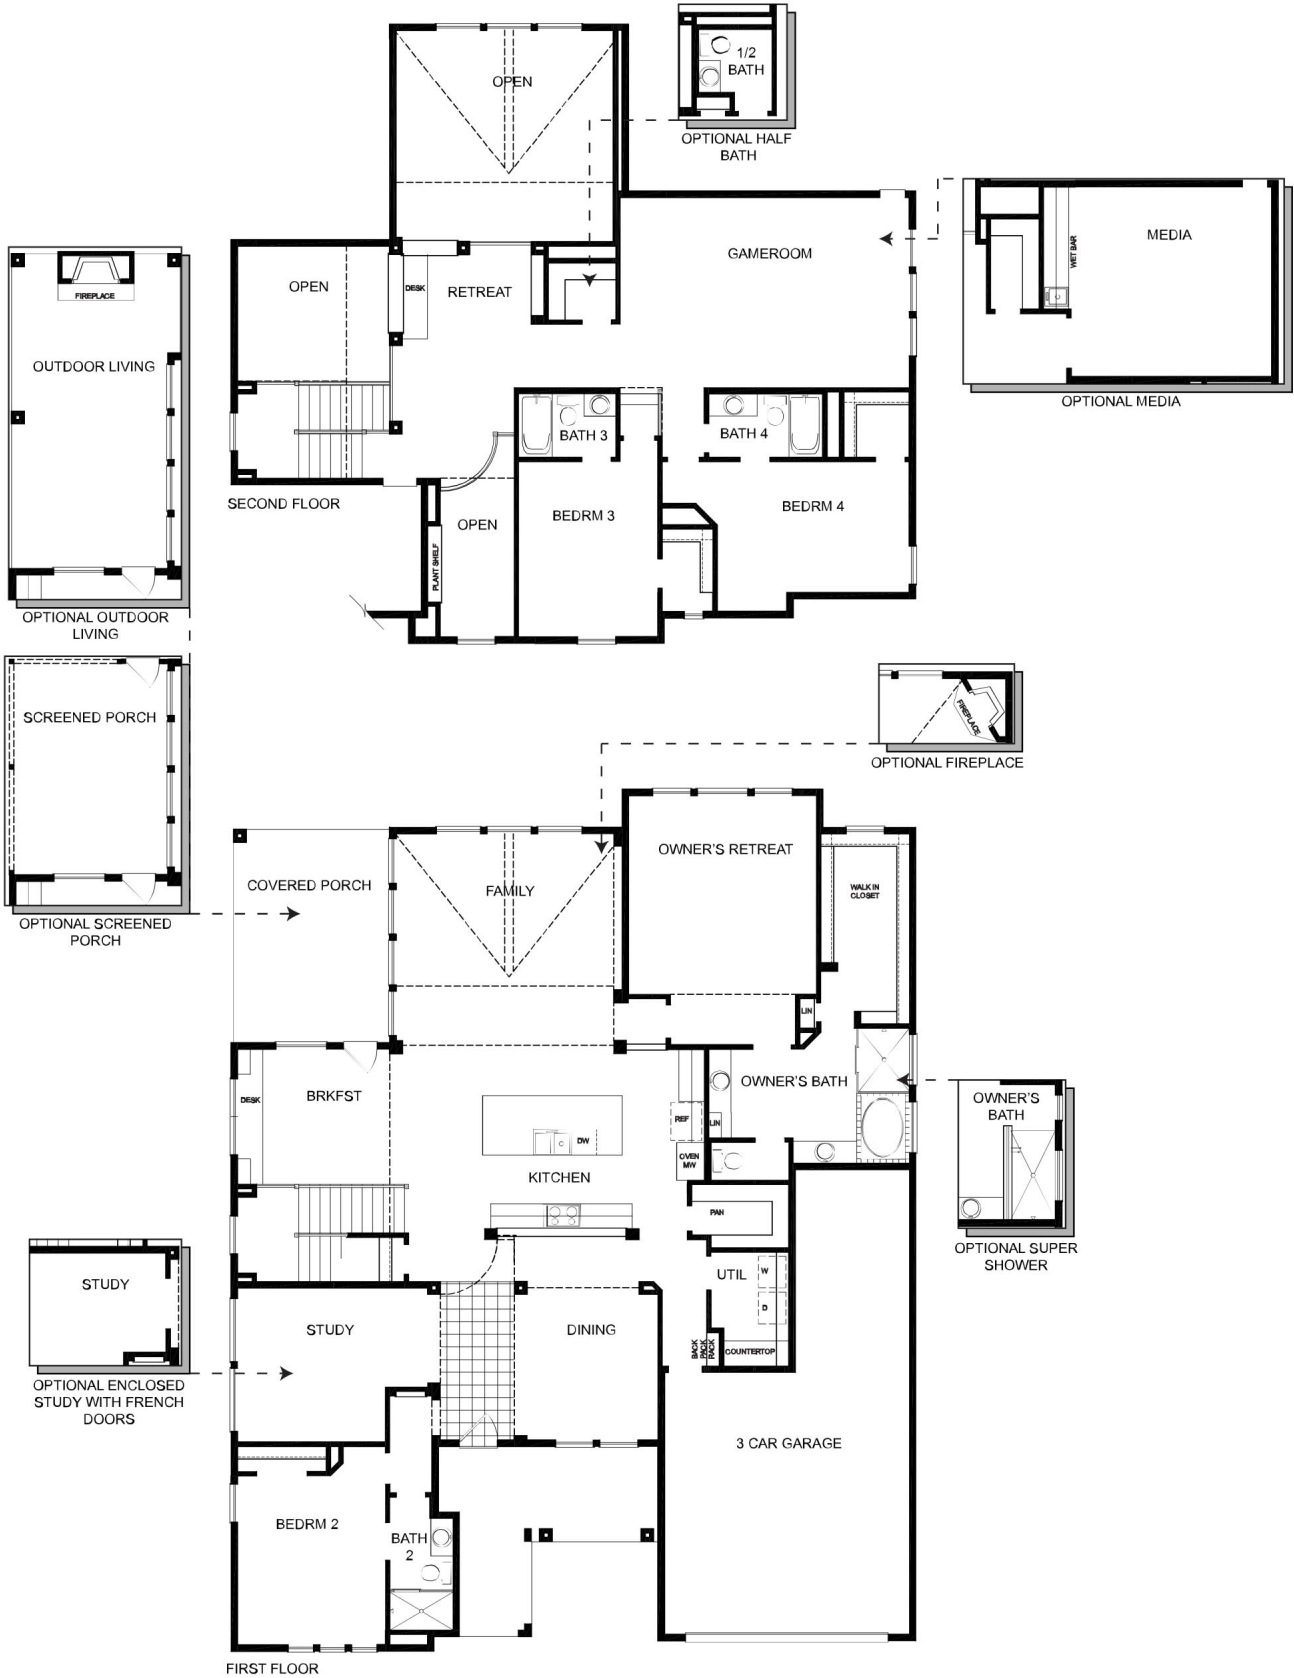 OPEN
1/2
BATH
OPTIONAL HALF
BATH
GAMEROOM
WET BAR
MEDIA
OPTIONAL MEDIA
OPEN
DESK
RETREAT
FIREPLACE
OUTDOOR LIVING
OPTIONAL OUTDOOR
LIVING
BATH 3
BATH 4
SECOND FLOOR
OPEN
PLANT SHELF
BEDRM 3
BEDRM 4
SCREENED PORCH
OPTIONAL SCREENED
PORCH
FIREPLACE
OPTIONAL FIREPLACE
COVERED PORCH
FAMILY
OWNER'S RETREAT
WALK IN
CLOSET
LIN
DESK
BRKFST
DW
KITCHEN
REF
OVEN
MW
LIN
OWNER'S BATH
OWNER'S
BATH
OPTIONAL SUPER
SHOWER
PAN
UTIL
W
D
BACK
PACK
RACK
COUNTERTOP
STUDY
OPTIONAL ENCLOSED
STUDY WITH FRENCH
DOORS
STUDY
DINING
3 CAR GARAGE
BEDRM 2
BATH
2
FIRST FLOOR